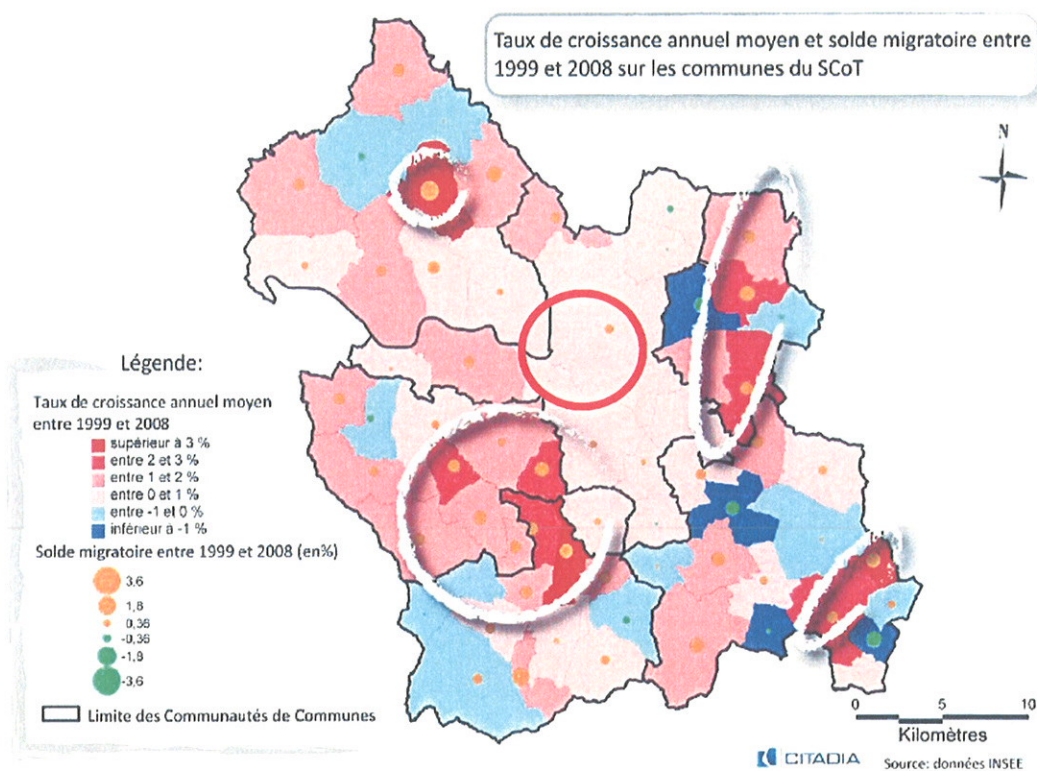 Taux de croissance annuel moyen et solde migratoire entre
1999 et 2008 sur les communes du SCoT
N
Légende:
Taux de croissance annuel moyen
entre 1999 et 2008
supérieur à 3 %
entre 2 et 3 %
entre 1 et 2 %
entre 0 et 1 %
entre -1 et 0 %
inférieur à -1 %
Solde migratoire entre 1999 et 2008 (en%)
3,6
1,8
0,36
-0,36
-1,8
-3,6
Limite des Communautés de Communes
0 5 10
Kilomètres
CITADIA
Source: données INSEE